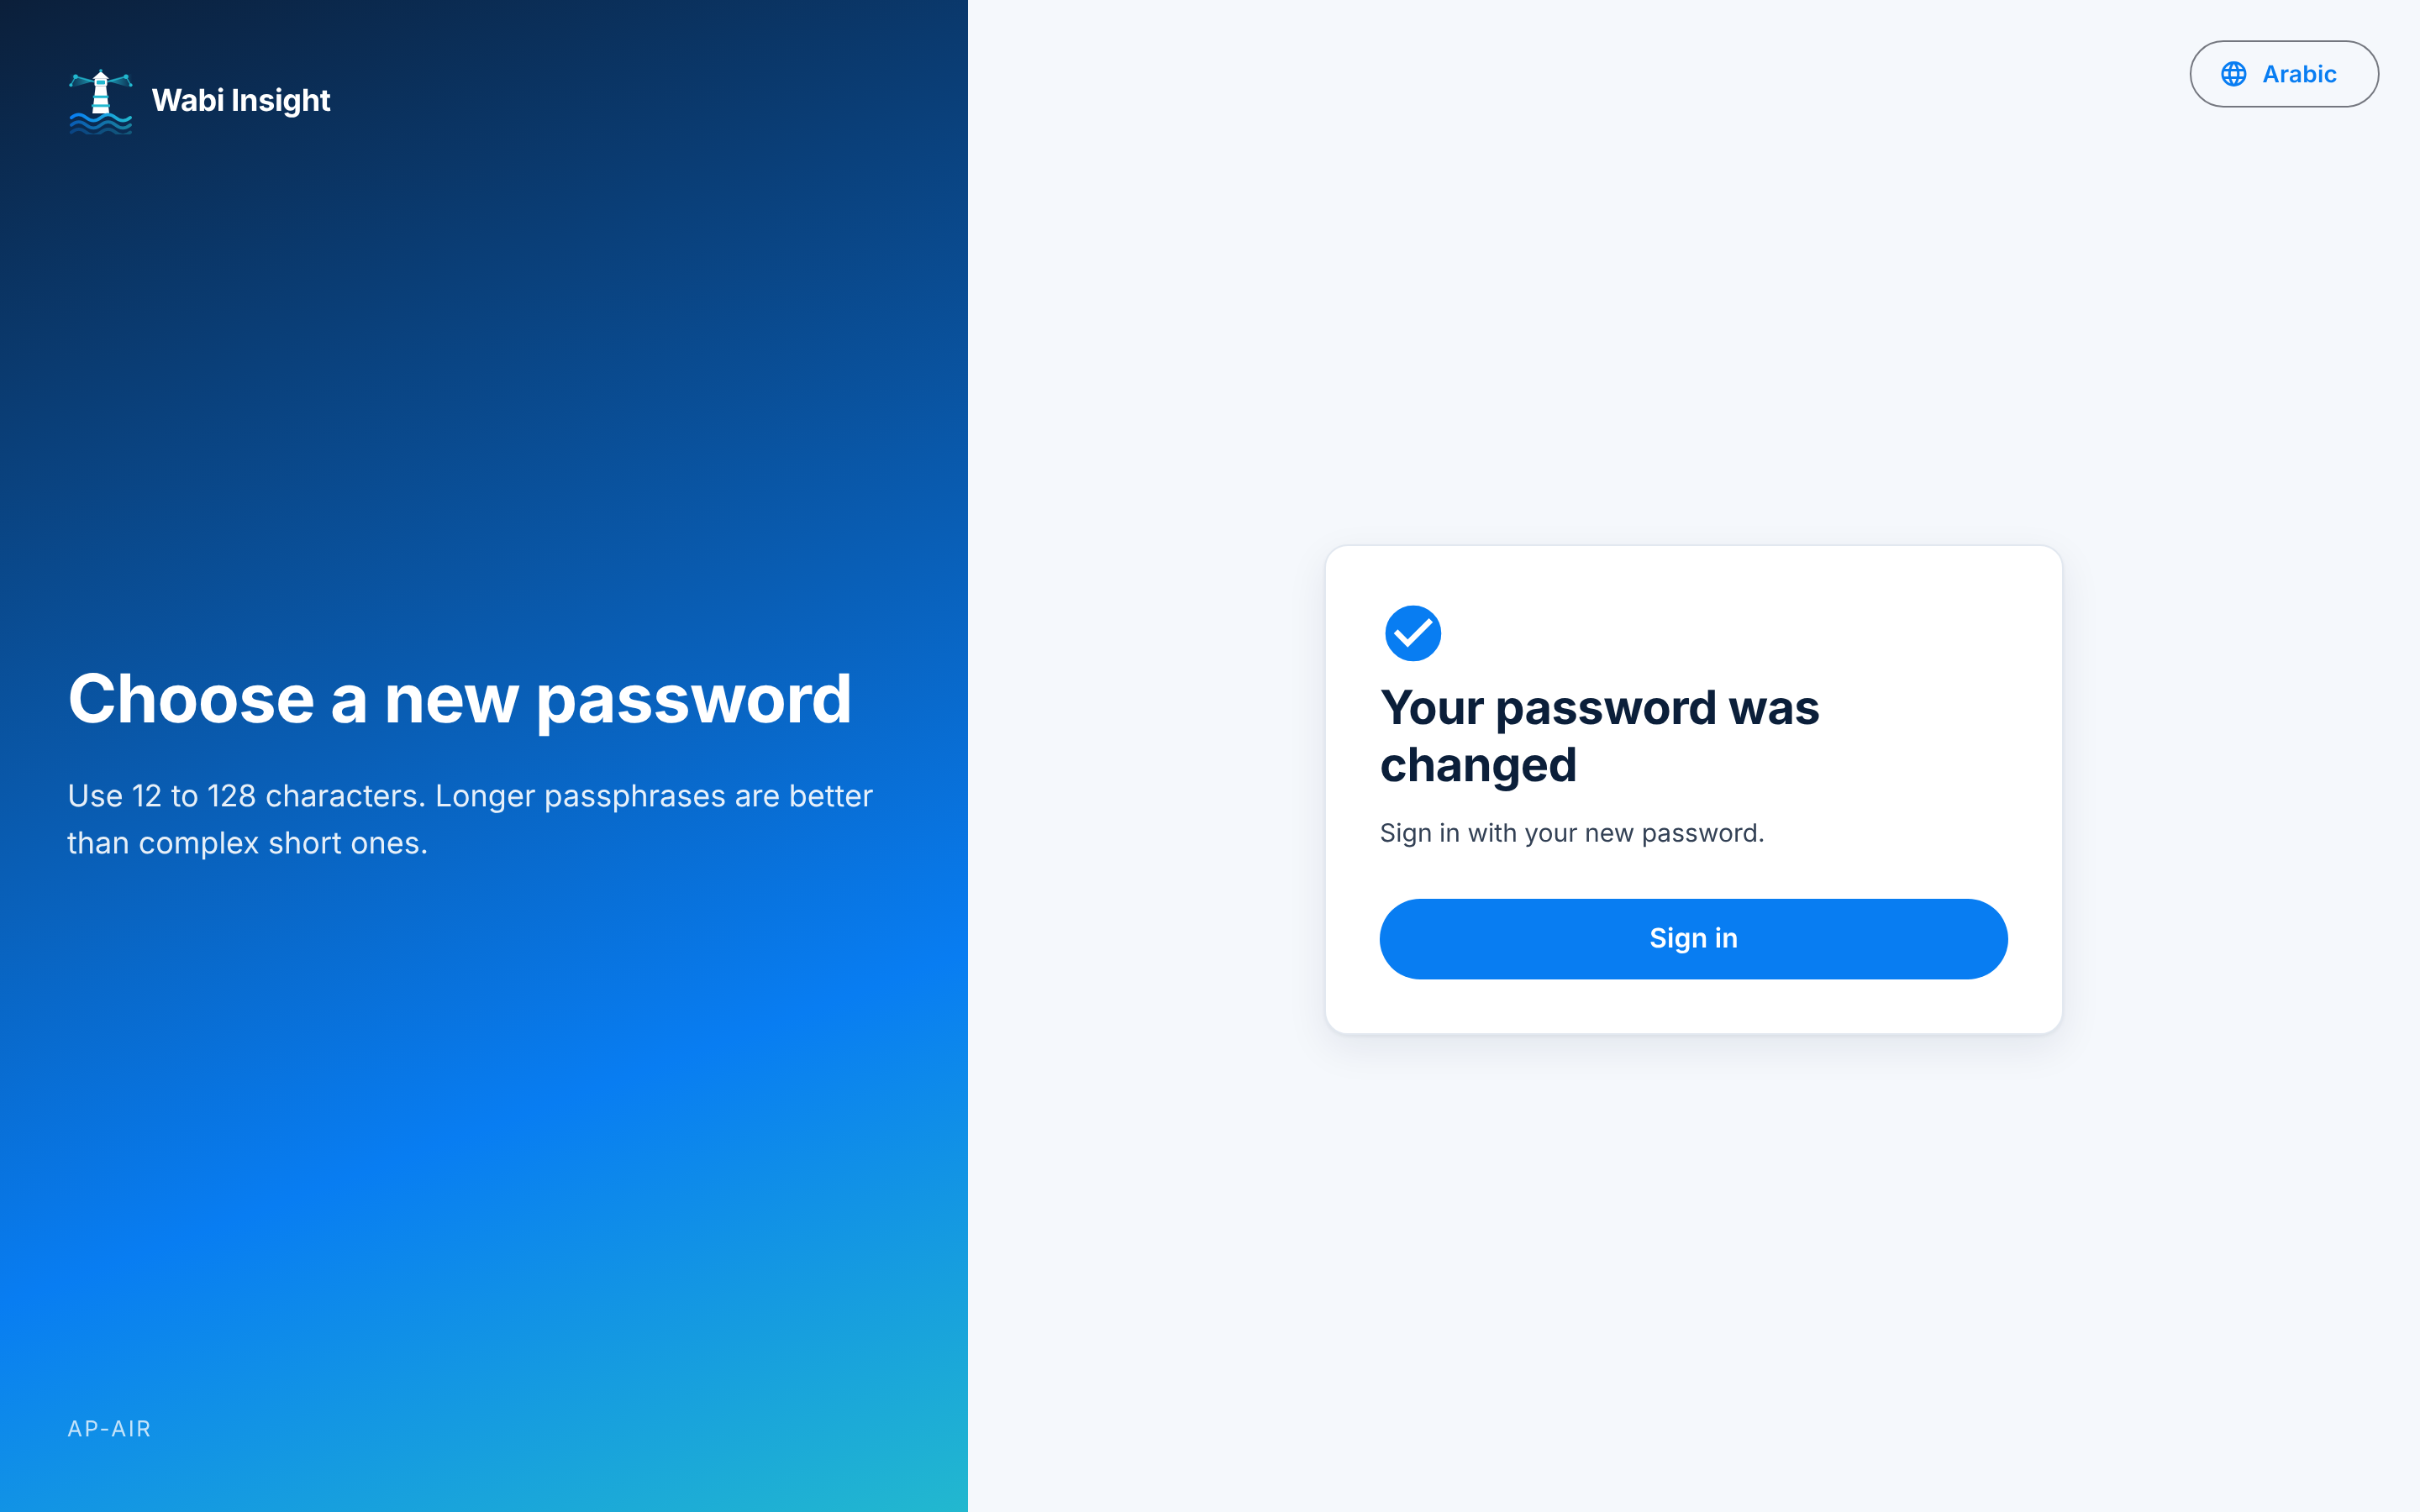 Wabi Insight
Choose a new password
Use 12 to 128 characters. Longer passphrases are better
than complex short ones.
AP-AIR
Arabic
Your password was
changed
Sign in with your new password.
Sign in